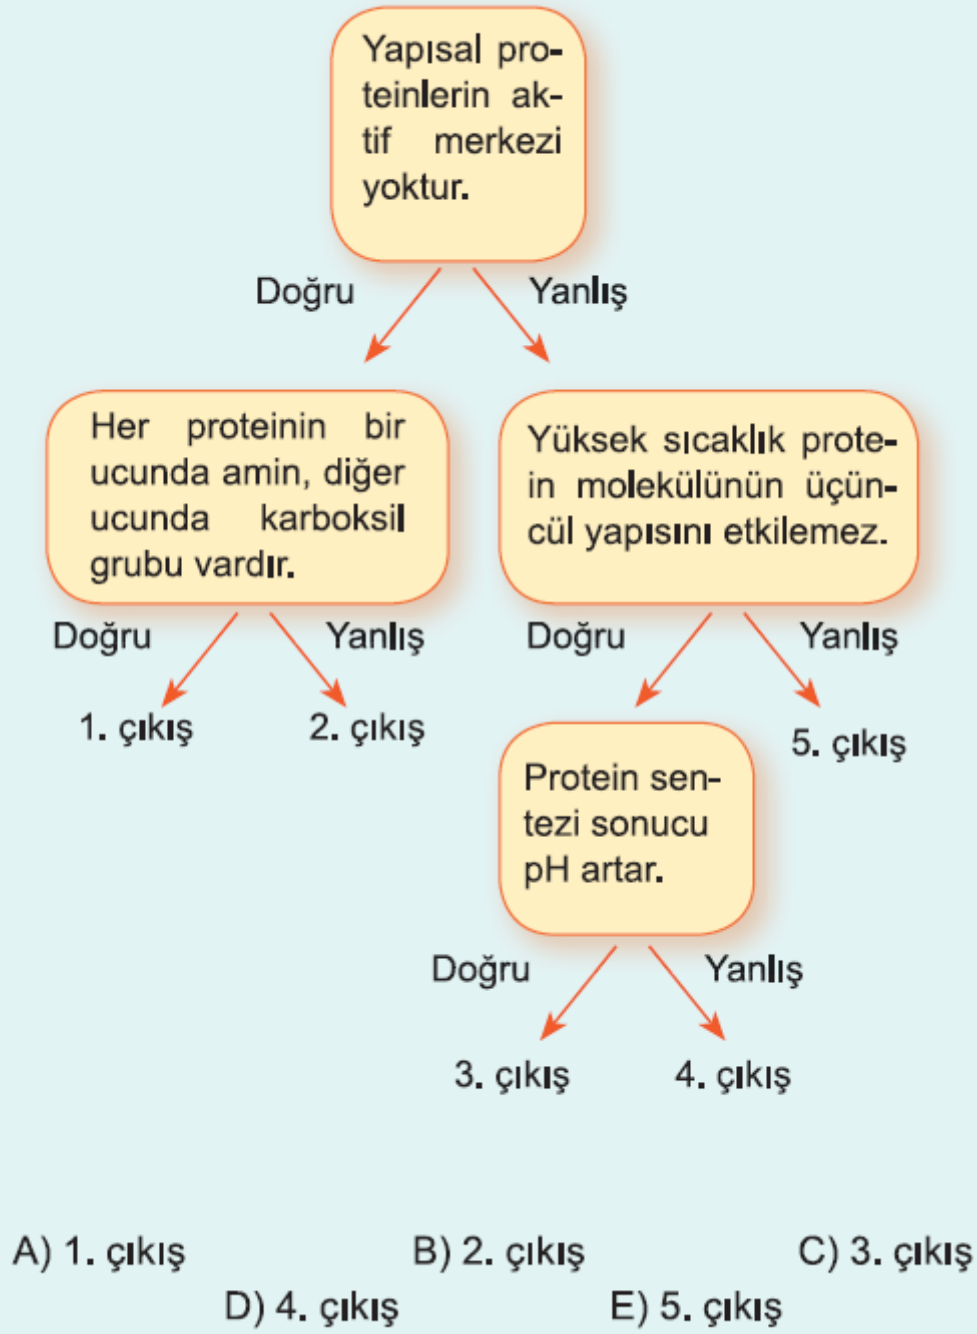 Yapısal pro-
teinlerin ak-
tif merkezi
yoktur.
Doğru
Yanlış
Her proteinin bir
ucunda amin, diğer
ucunda karboksil
grubu vardır.
Yüksek sıcaklık prote-
in molekülünün üçün-
cül yapısını etkilemez.
Doğru
Yanlış
Doğru
Yanlış
1. çıkış
2. çıkış
5. çıkış
Protein sen-
tezi sonucu
pH artar.
Doğru
Yanlış
3. çıkış
4. çıkış
A) 1. çıkış B) 2. çıkış C) 3. çıkış
D) 4. çıkış E) 5. çıkış